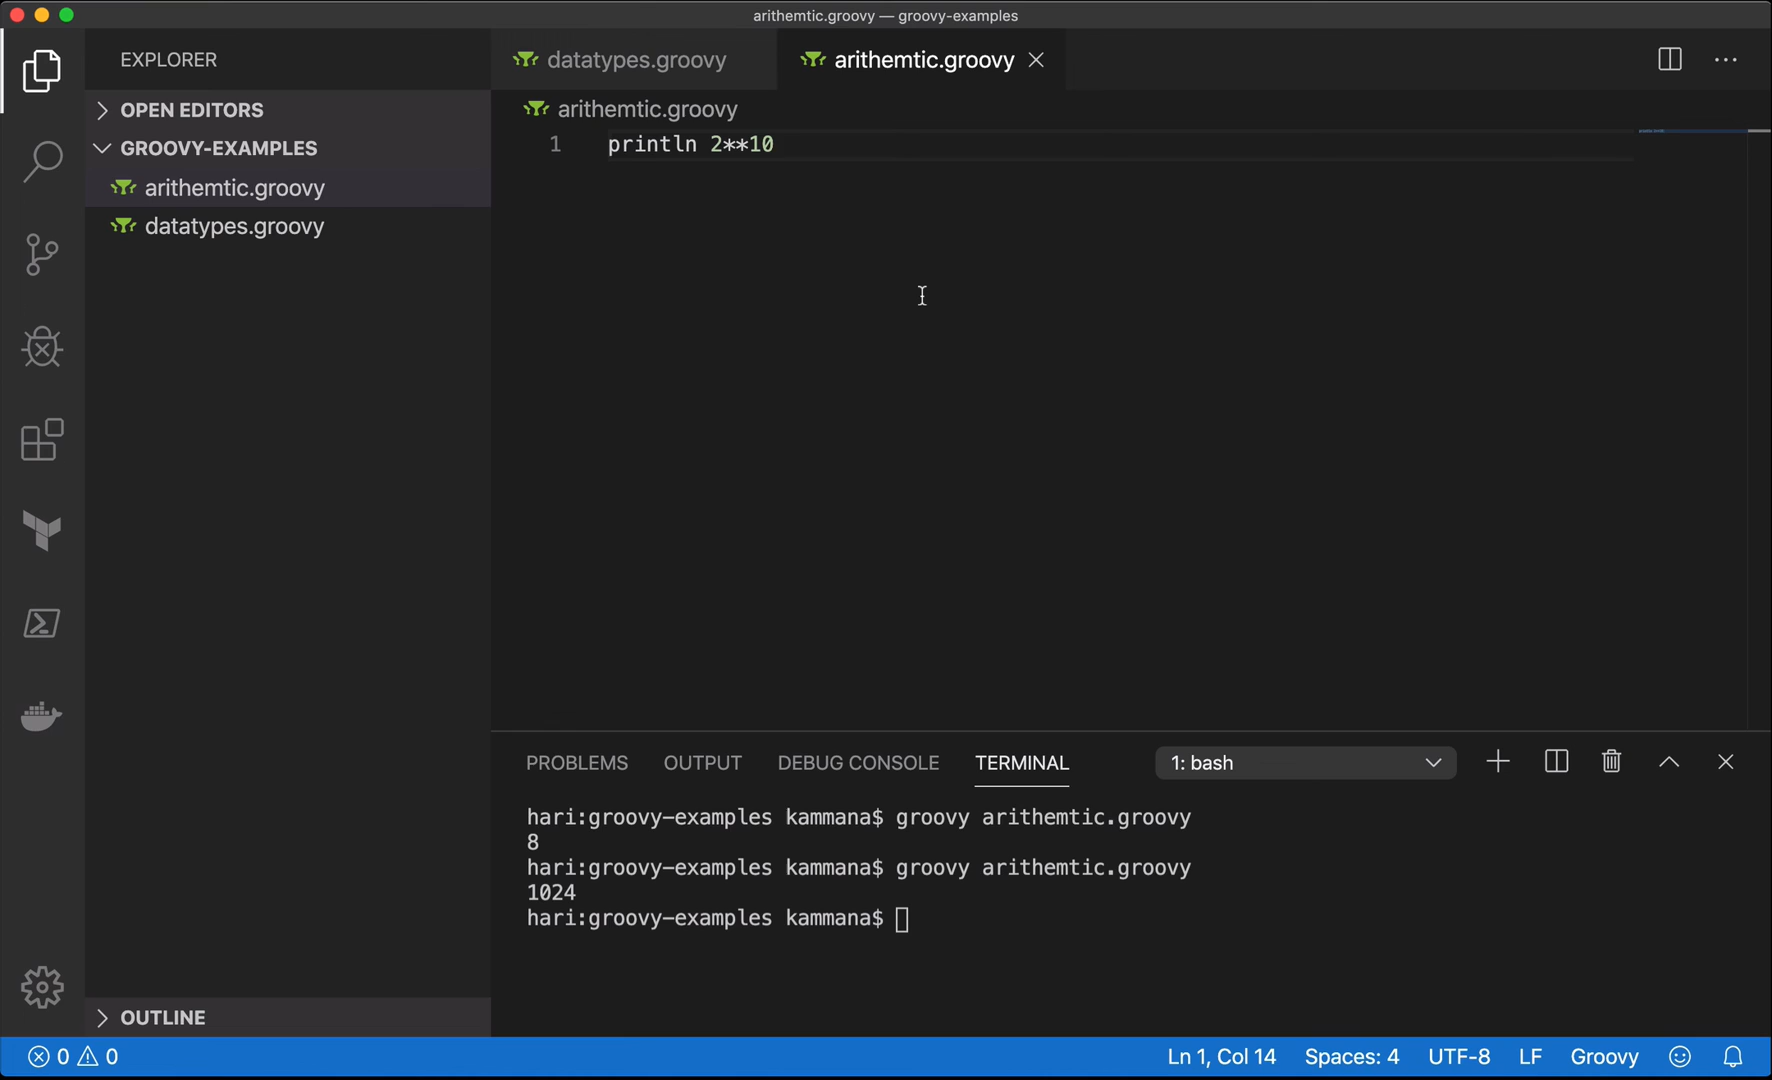 arithemtic.groovy — groovy-examples
EXPLORER
OPEN EDITORS
GROOVY-EXAMPLES
arithemtic.groovy
datatypes.groovy
OUTLINE
datatypes.groovy
arithemtic.groovy
arithemtic.groovy
1 println 2**10
PROBLEMS OUTPUT DEBUG CONSOLE TERMINAL 1: bash
hari:groovy-examples kammana$ groovy arithemtic.groovy
8
hari:groovy-examples kammana$ groovy arithemtic.groovy
1024
hari:groovy-examples kammana$
0 0 Ln 1, Col 14 Spaces: 4 UTF-8 LF Groovy